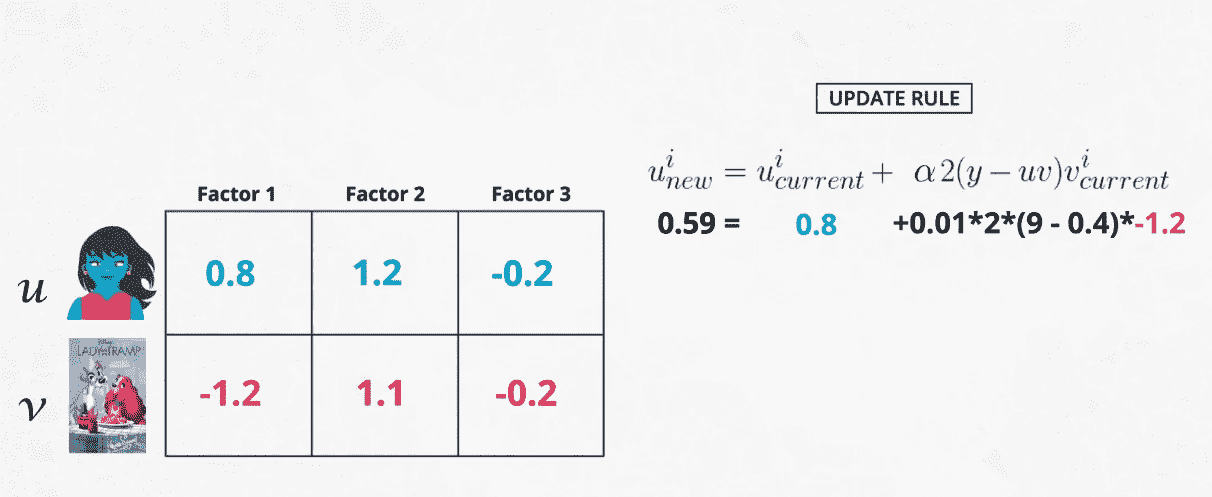 UPDATE RULE
u^i_{new} = u^i_{current} + α2(y − uv)v^i_{current}
0.59 = 0.8 +0.01*2*(9 - 0.4)*-1.2
Factor 1 Factor 2 Factor 3
u 0.8 1.2 -0.2
LADY AND THE TRAMP
v -1.2 1.1 -0.2